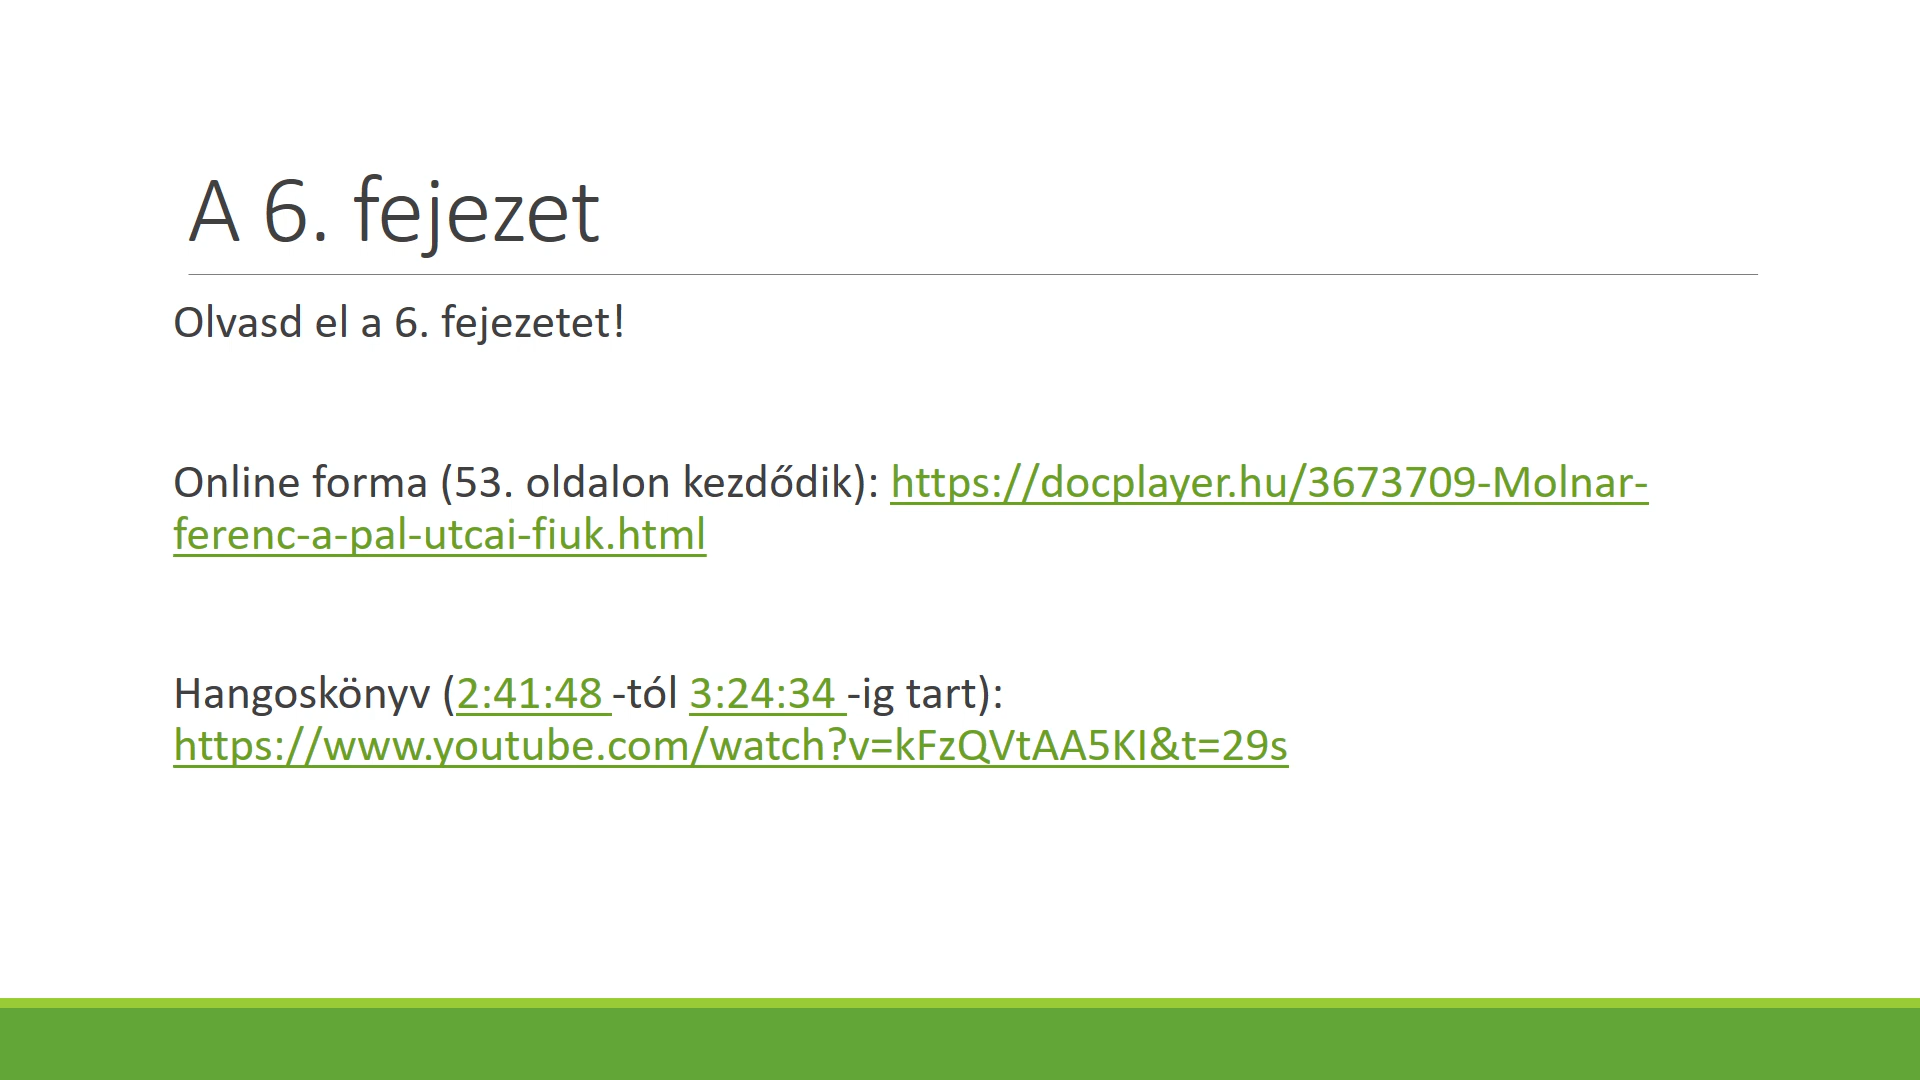 A 6. fejezet
Olvasd el a 6. fejezetet!
Online forma (53. oldalon kezdődik): https://docplayer.hu/3673709-Molnar-
ferenc-a-pal-utcai-fiuk.html
Hangoskönyv (2:41:48 -tól 3:24:34 -ig tart):
https://www.youtube.com/watch?v=kFzQVtAA5KI&t=29s